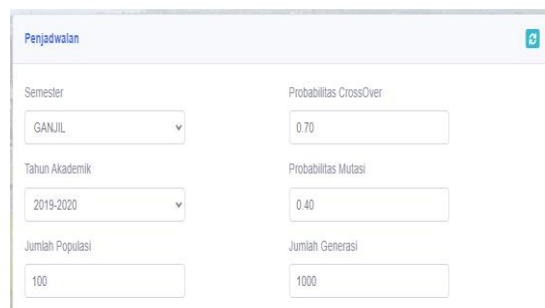 Penjadwalan
Semester
Probabilitas CrossOver
GANJIL
0.70
Tahun Akademik
Probabilitas Mutasi
2019-2020
0.40
Jumlah Populasi
Jumlah Generasi
100
1000